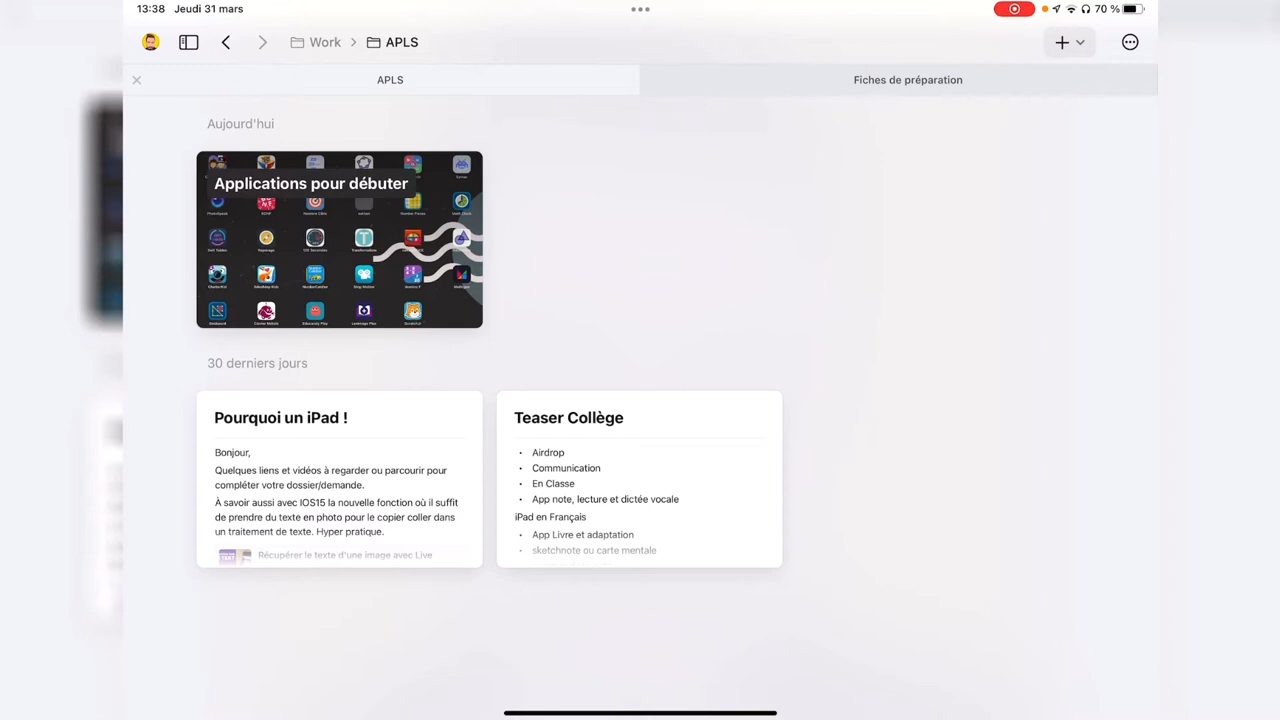 13:38 Jeudi 31 mars
70 %
Work
APLS
APLS
Fiches de préparation
Aujourd'hui
Applications pour débuter
30 derniers jours
Pourquoi un iPad !
Bonjour,
Quelques liens et vidéos à regarder ou parcourir pour
compléter votre dossier/demande.
À savoir aussi avec IOS15 la nouvelle fonction où il suffit
de prendre du texte en photo pour le copier coller dans
un traitement de texte. Hyper pratique.
Récupérer le texte d'une image avec Live
Teaser Collège
• Airdrop
• Communication
• En Classe
• App note, lecture et dictée vocale
iPad en Français
• App Livre et adaptation
• sketchnote ou carte mentale